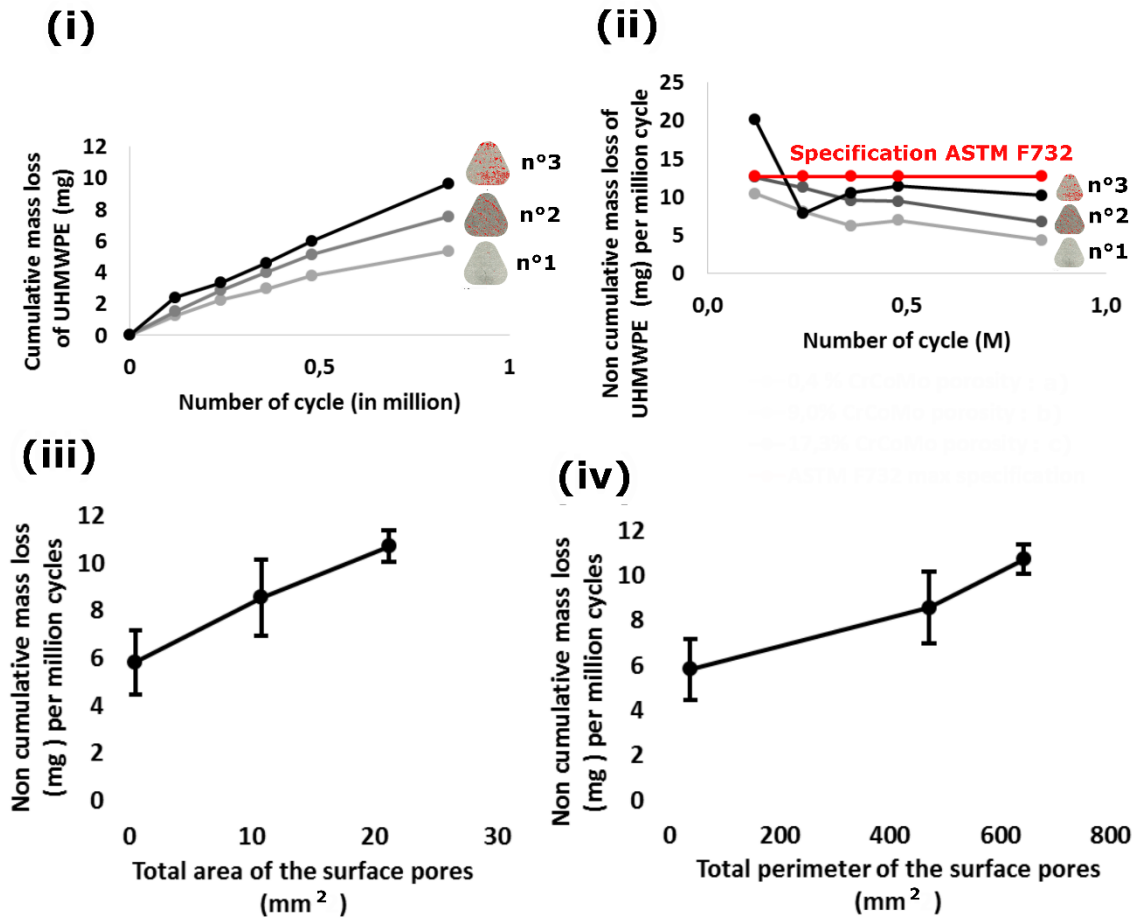 (i)
Cumulative mass loss
of UHMWPE (mg)
12
10
8
6
4
2
0
0
0,5
1
Number of cycle (in million)
n°3
n°2
n°1
(ii)
Non cumulative mass loss of
UHMWPE (mg) per million cycle
25
20
15
10
5
0
0,0
0,5
1,0
Number of cycle (M)
Specification ASTM F732
n°3
n°2
n°1
(iii)
Non cumulative mass loss
(mg ) per million cycles
12
10
8
6
4
2
0
0
10
20
30
Total area of the surface pores
(mm²)
(iv)
Non cumulative mass loss
(mg ) per million cycles
12
10
8
6
4
2
0
0
200
400
600
800
Total perimeter of the surface pores
(mm²)